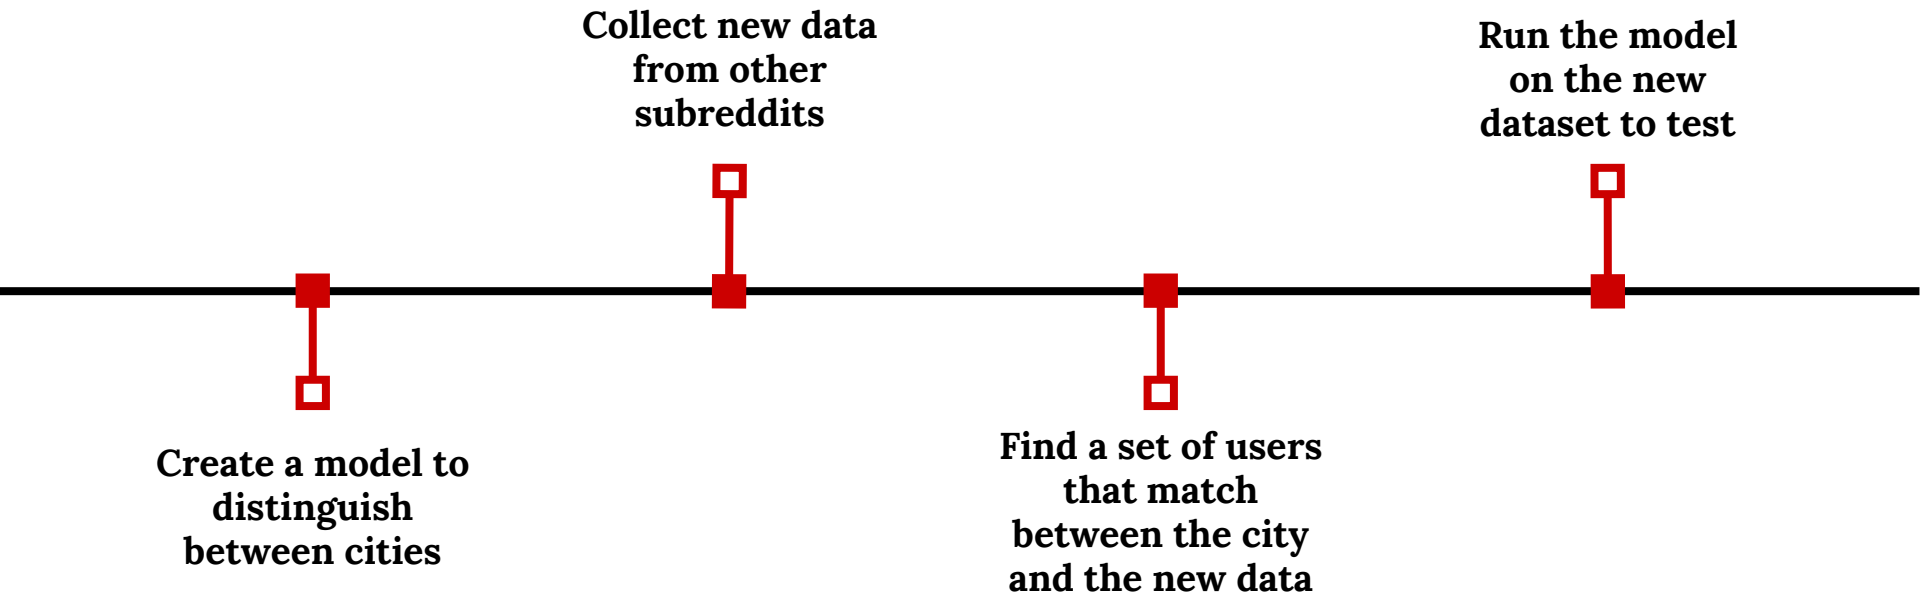 Create a model to
distinguish
between cities
Collect new data
from other
subreddits
Find a set of users
that match
between the city
and the new data
Run the model
on the new
dataset to test